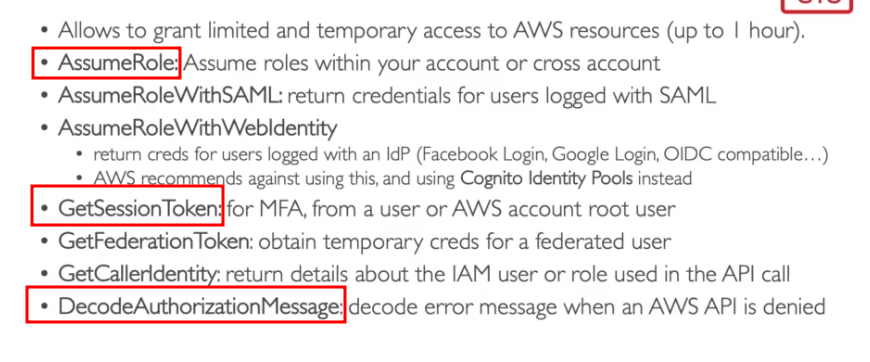 • Allows to grant limited and temporary access to AWS resources (up to 1 hour).
• AssumeRole: Assume roles within your account or cross account
• AssumeRoleWithSAML: return credentials for users logged with SAML
• AssumeRoleWithWebIdentity
• return creds for users logged with an IdP (Facebook Login, Google Login, OIDC compatible…)
• AWS recommends against using this, and using Cognito Identity Pools instead
• GetSessionToken: for MFA, from a user or AWS account root user
• GetFederationToken: obtain temporary creds for a federated user
• GetCallerIdentity: return details about the IAM user or role used in the API call
• DecodeAuthorizationMessage: decode error message when an AWS API is denied